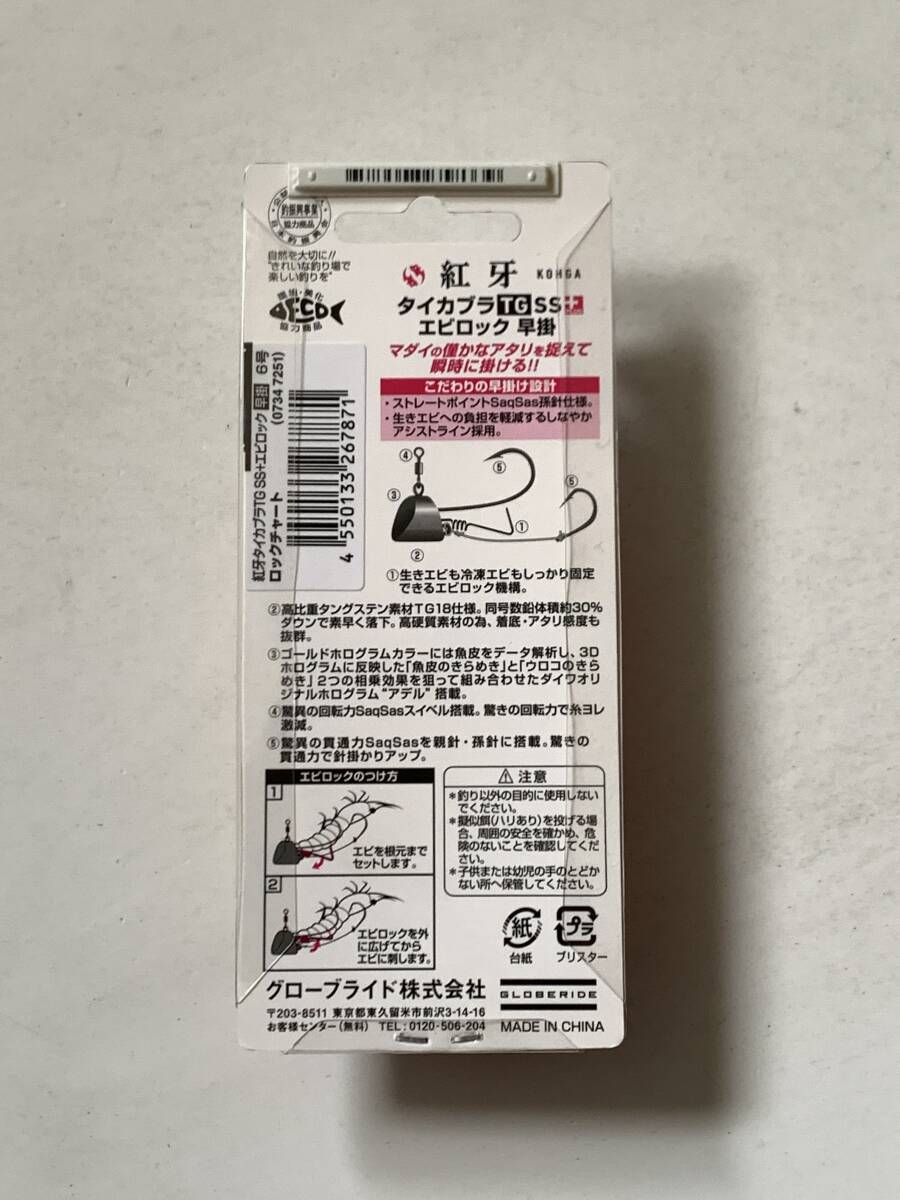 釣振興事業
協力商品
自然を大切に!!
"きれいな釣り場で
楽しい釣りを"
環境・美化
F-ECO
協力商品
紅牙 KOHGA
タイカブラTGSS+
エビロック 早掛
マダイの僅かなアタリを捉えて
瞬時に掛ける!!
こだわりの早掛け設計
・ストレートポイントSaqSas孫針仕様。
・生きエビへの負担を軽減するしなやか
アシストライン採用。
紅牙タイカブラTG SS+エビロック 早掛 6号
ロックチャート (0734 7251)
4 550133 267871
④
⑤
⑤
③
①
②
①生きエビも冷凍エビもしっかり固定
できるエビロック機構。
②高比重タングステン素材TG18仕様。同号数鉛体積約30%
ダウンで素早く落下。高硬質素材の為、着底・アタリ感度も
抜群。
③ゴールドホログラムカラーには魚皮をデータ解析し、3D
ホログラムに反映した「魚皮のきらめき」と「ウロコのきら
めき」2つの相乗効果を狙って組み合わせたダイワオリ
ジナルホログラム"アデル"搭載。
④驚異の回転力SaqSasスイベル搭載。驚きの回転力で糸ヨレ
激減。
⑤驚異の貫通力SaqSasを親針・孫針に搭載。驚きの
貫通力で針掛かりアップ。
エビロックのつけ方
1
エビを根元まで
セットします。
2
エビロックを外
に広げてから
エビに刺します。
⚠ 注意
*釣り以外の目的に使用しない
でください。
*擬似餌(ハリあり)を投げる場
合、周囲の安全を確かめ、危
険のないことを確認してくだ
さい。
*子供または幼児の手のとどか
ない所へ保管してください。
紙
台紙
プラ
ブリスター
グローブライド株式会社
GLOBERIDE
〒203-8511 東京都東久留米市前沢3-14-16
お客様センター(無料) TEL:0120-506-204
MADE IN CHINA